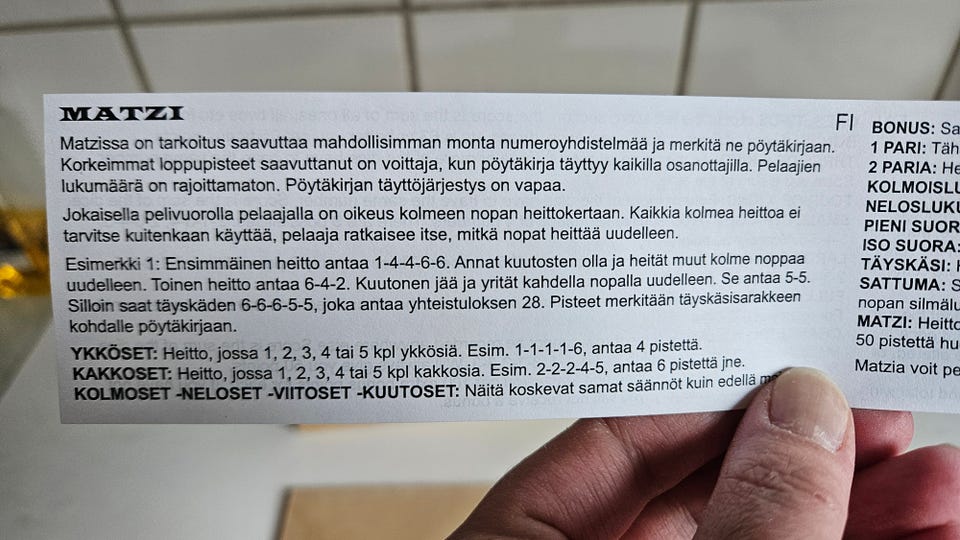 MATZI
FI
Matzissa on tarkoitus saavuttaa mahdollisimman monta numeroyhdistelmää ja merkitä ne pöytäkirjaan.
Korkeimmat loppupisteet saavuttanut on voittaja, kun pöytäkirja täyttyy kaikilla osanottajilla. Pelaajien
lukumäärä on rajoittamaton. Pöytäkirjan täyttöjärjestys on vapaa.
Jokaisella pelivuorolla pelaajalla on oikeus kolmeen nopan heittokertaan. Kaikkia kolmea heittoa ei
tarvitse kuitenkaan käyttää, pelaaja ratkaisee itse, mitkä nopat heittää uudelleen.
Esimerkki 1: Ensimmäinen heitto antaa 1-4-4-6-6. Annat kuutosten olla ja heität muut kolme noppaa
uudelleen. Toinen heitto antaa 6-4-2. Kuutonen jää ja yrität kahdella nopalla uudelleen. Se antaa 5-5.
Silloin saat täyskäden 6-6-6-5-5, joka antaa yhteistuloksen 28. Pisteet merkitään täyskäsisarakkeen
kohdalle pöytäkirjaan.
YKKÖSET: Heitto, jossa 1, 2, 3, 4 tai 5 kpl ykkösiä. Esim. 1-1-1-1-6, antaa 4 pistettä.
KAKKOSET: Heitto, jossa 1, 2, 3, 4 tai 5 kpl kakkosia. Esim. 2-2-2-4-5, antaa 6 pistettä jne.
KOLMOSET -NELOSET -VIITOSET -KUUTOSET: Näitä koskevat samat säännöt kuin edellä
BONUS:
1 PARI:
2 PARIA:
PIENI
ISO SUORA:
TÄYSKÄSI:
SATTUMA:
nopan
MATZI:
50 pistettä
Matzia voit